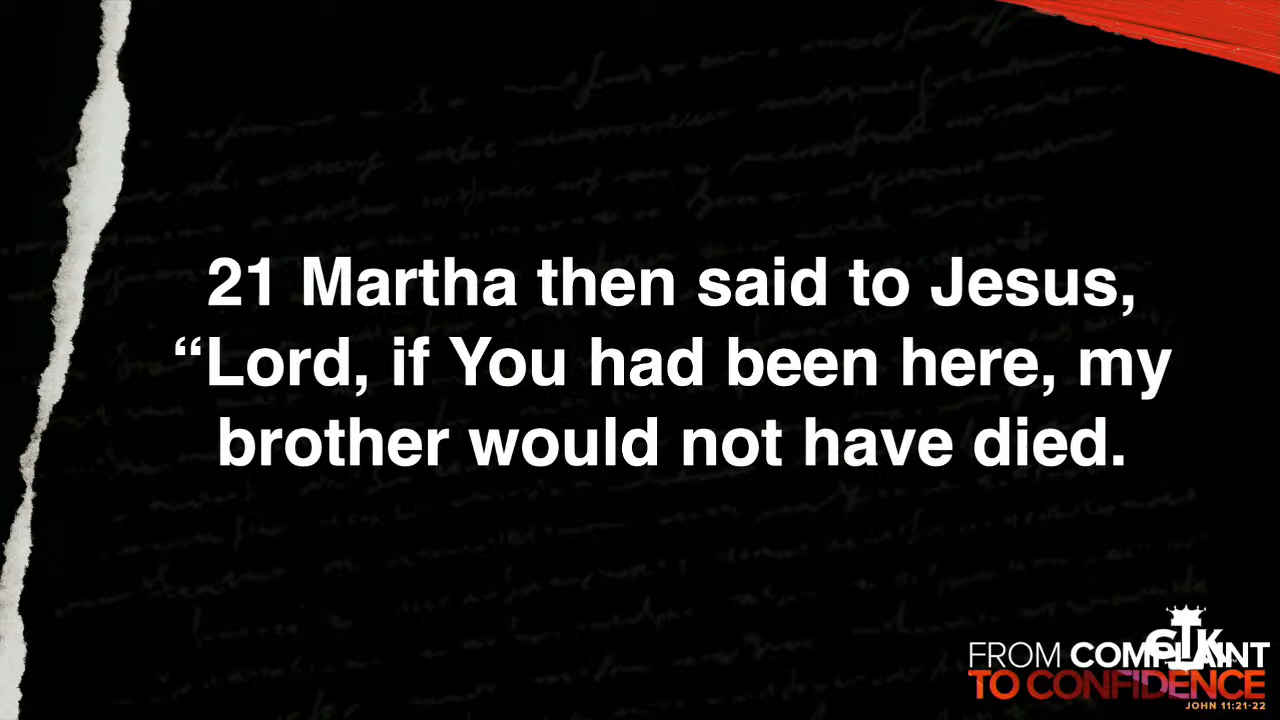 21 Martha then said to Jesus,
“Lord, if You had been here, my
brother would not have died.
CTK
FROM COMPLAINT
TO CONFIDENCE
JOHN 11:21-22